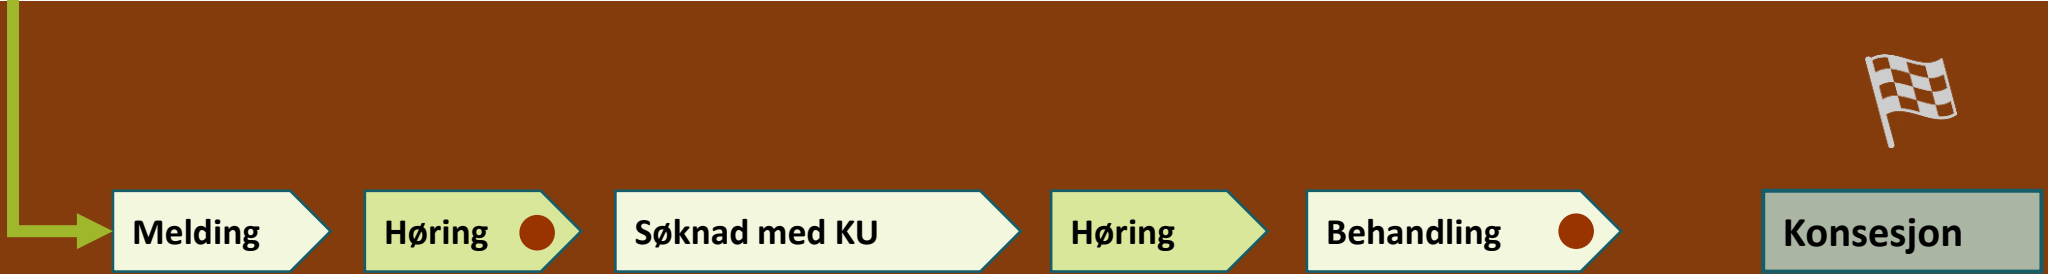 Melding
Høring
Søknad med KU
Høring
Behandling
Konsesjon